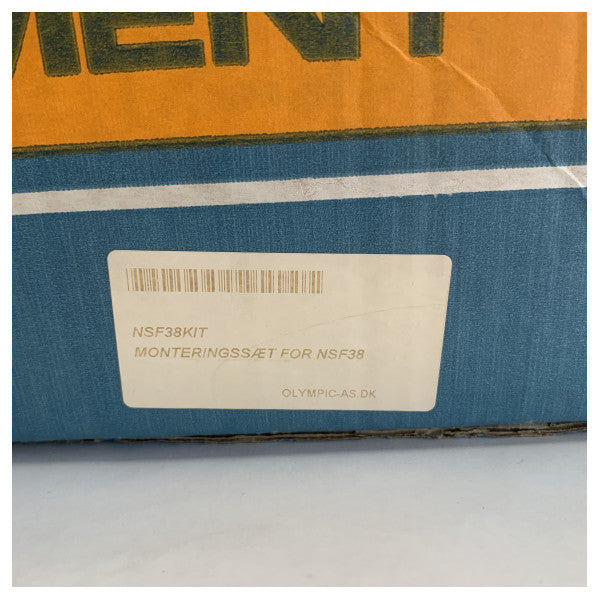 MENT
NSF38KIT
MONTERINGSSÆT FOR NSF38
OLYMPIC-AS.DK